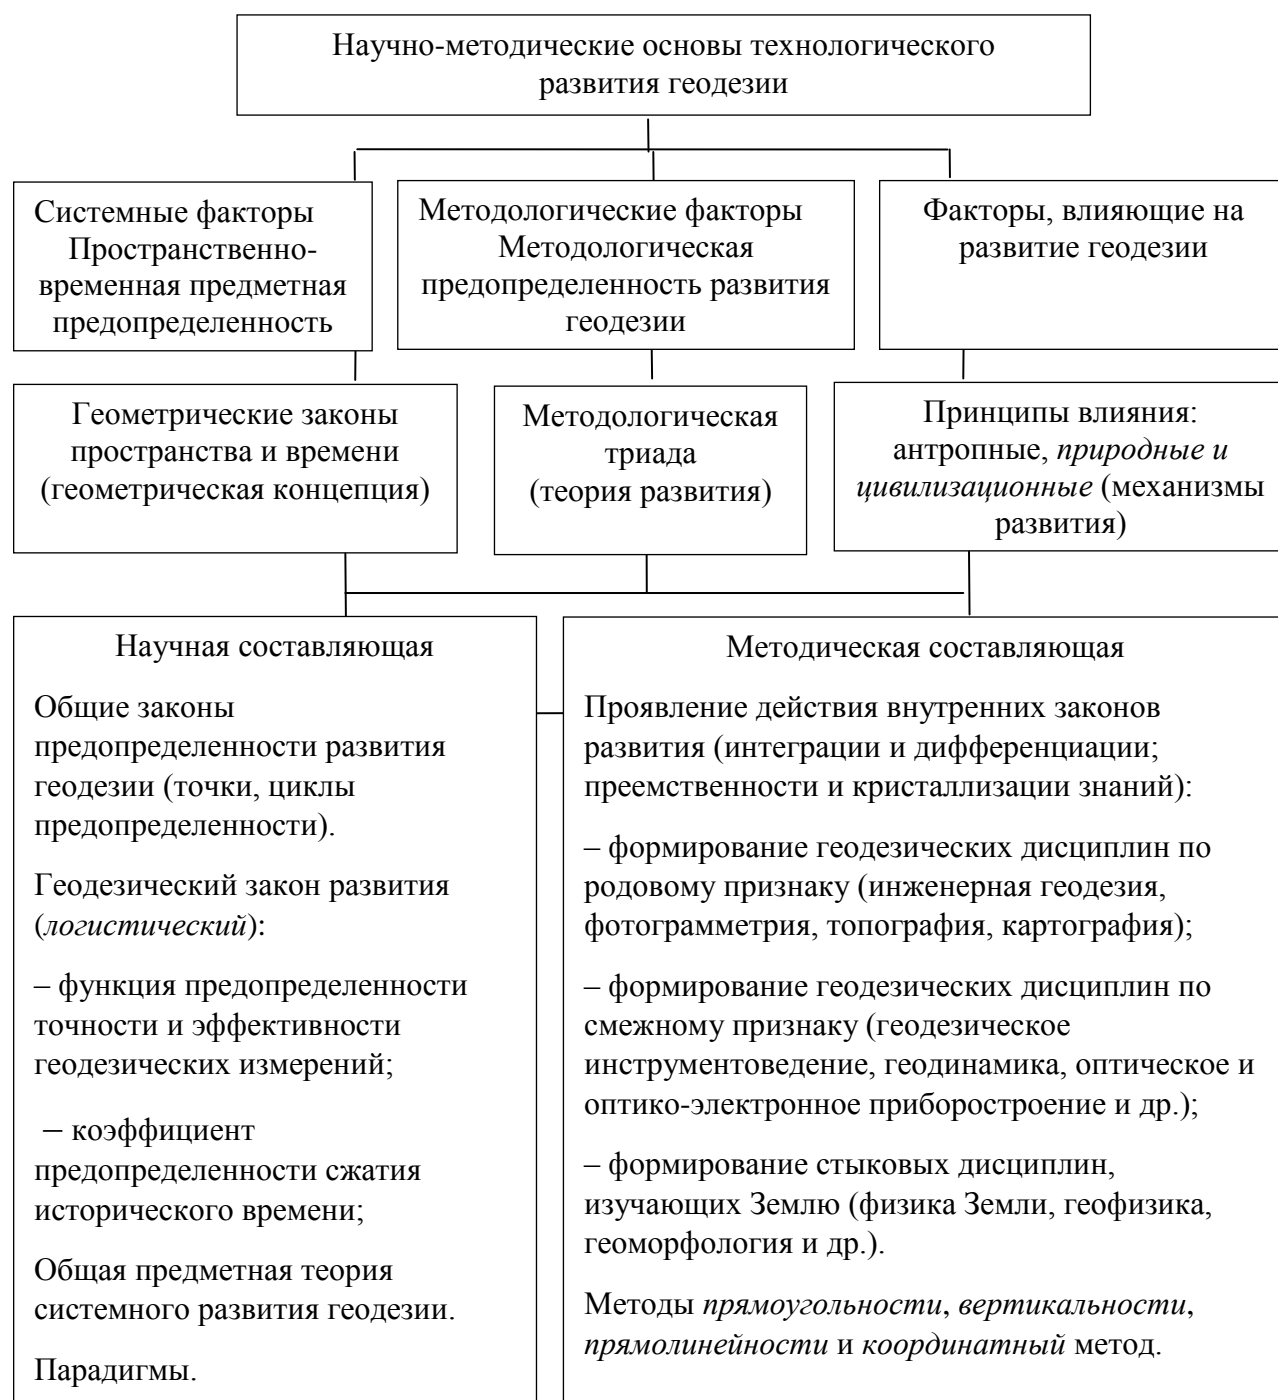 Научно-методические основы технологического
развития геодезии
Системные факторы
Пространственно-
временная предметная
предопределенность
Методологические факторы
Методологическая
предопределенность развития
геодезии
Факторы, влияющие на
развитие геодезии
Геометрические законы
пространства и времени
(геометрическая концепция)
Методологическая
триада
(теория развития)
Принципы влияния:
антропные, природные и
цивилизационные (механизмы
развития)
Научная составляющая
Общие законы
предопределенности развития
геодезии (точки, циклы
предопределенности).
Геодезический закон развития
(логистический):
– функция предопределенности
точности и эффективности
геодезических измерений;
– коэффициент
предопределенности сжатия
исторического времени;
Общая предметная теория
системного развития геодезии.
Парадигмы.
Методическая составляющая
Проявление действия внутренних законов
развития (интеграции и дифференциации;
преемственности и кристаллизации знаний):
– формирование геодезических дисциплин по
родовому признаку (инженерная геодезия,
фотограмметрия, топография, картография);
– формирование геодезических дисциплин по
смежному признаку (геодезическое
инструментоведение, геодинамика, оптическое и
оптико-электронное приборостроение и др.);
– формирование стыковых дисциплин,
изучающих Землю (физика Земли, геофизика,
геоморфология и др.).
Методы прямоугольности, вертикальности,
прямолинейности и координатный метод.